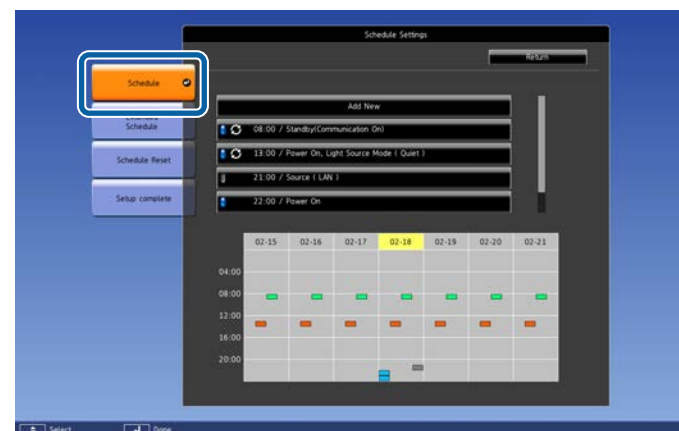 Schedule Settings
Return
Schedule
Schedule
Schedule Reset
Setup complete
Add New
08:00 / Standby(Communication On)
13:00 / Power On, Light Source Mode ( Quiet )
21:00 / Source ( LAN )
22:00 / Power On
02-15 02-16 02-17 02-18 02-19 02-20 02-21
04:00
08:00
12:00
16:00
20:00
Select Done